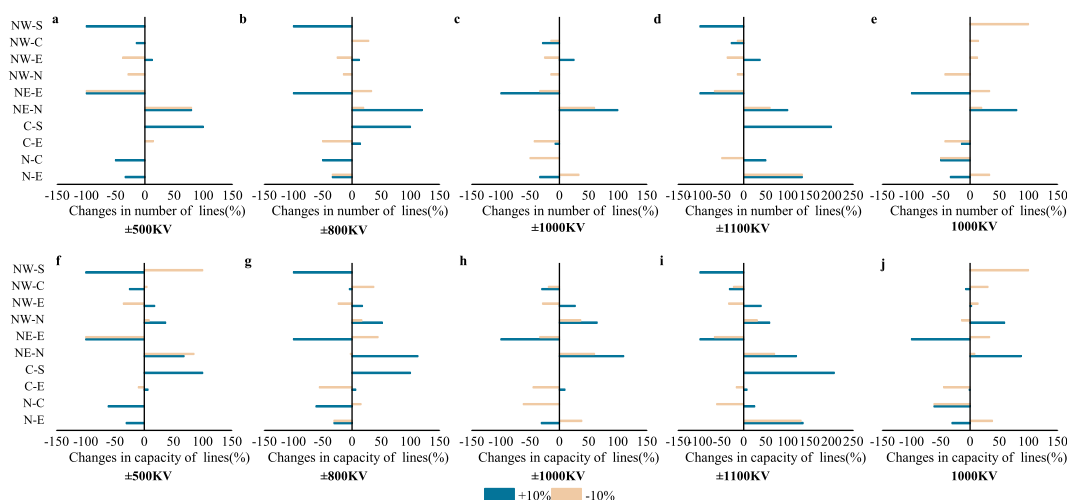 a b c d e
NW-S
NW-C
NW-E
NW-N
NE-E
NE-N
C-S
C-E
N-C
N-E
-150 -100 -50 0 50 100 150
-150 -100 -50 0 50 100 150
-150 -100 -50 0 50 100 150
-150-100 -50 0 50 100 150 200 250
-150 -100 -50 0 50 100 150
Changes in number of lines(%)
Changes in number of lines(%)
Changes in number of lines(%)
Changes in number of lines(%)
Changes in number of lines(%)
±500KV
±800KV
±1000KV
±1100KV
1000KV
f g h i j
NW-S
NW-C
NW-E
NW-N
NE-E
NE-N
C-S
C-E
N-C
N-E
-150 -100 -50 0 50 100 150
-150 -100 -50 0 50 100 150
-150 -100 -50 0 50 100 150
-150-100 -50 0 50 100 150 200 250
-150 -100 -50 0 50 100 150
Changes in capacity of lines(%)
Changes in capacity of lines(%)
Changes in capacity of lines(%)
Changes in capacity of lines(%)
Changes in capacity of lines(%)
±500KV
±800KV
±1000KV
±1100KV
1000KV
+10% -10%